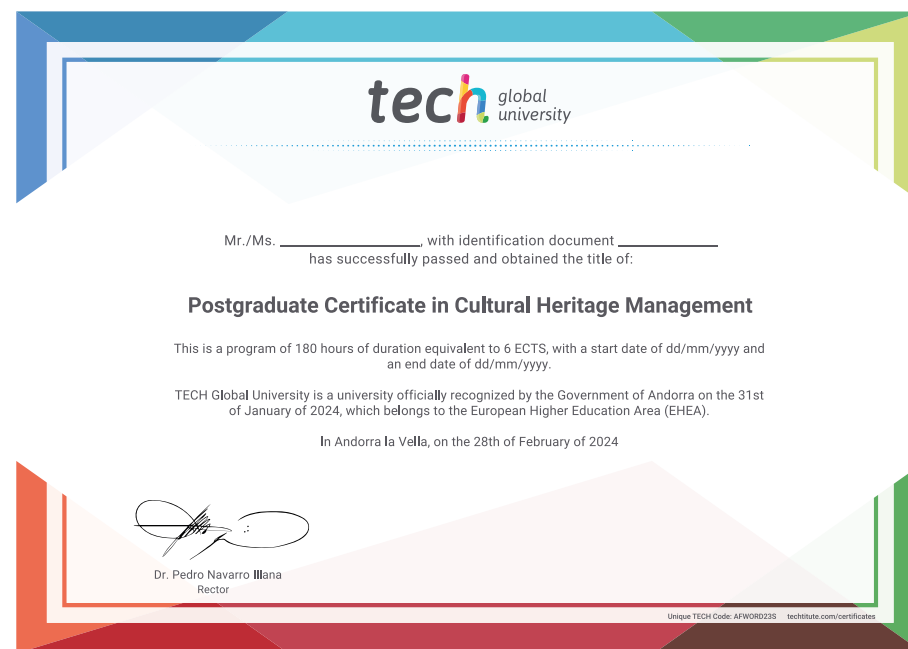 tech global university
Mr./Ms. ____________________, with identification document ______________
has successfully passed and obtained the title of:
Postgraduate Certificate in Cultural Heritage Management
This is a program of 180 hours of duration equivalent to 6 ECTS, with a start date of dd/mm/yyyy and
an end date of dd/mm/yyyy.
TECH Global University is a university officially recognized by the Government of Andorra on the 31st
of January of 2024, which belongs to the European Higher Education Area (EHEA).
In Andorra la Vella, on the 28th of February of 2024
Dr. Pedro Navarro Illana
Rector
Unique TECH Code: AFWORD23S techtitute.com/certificates